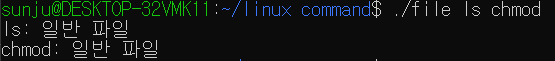 sunju@DESKTOP-32VMK11:~/linux command$ ./file ls chmod
ls: 일반 파일
chmod: 일반 파일